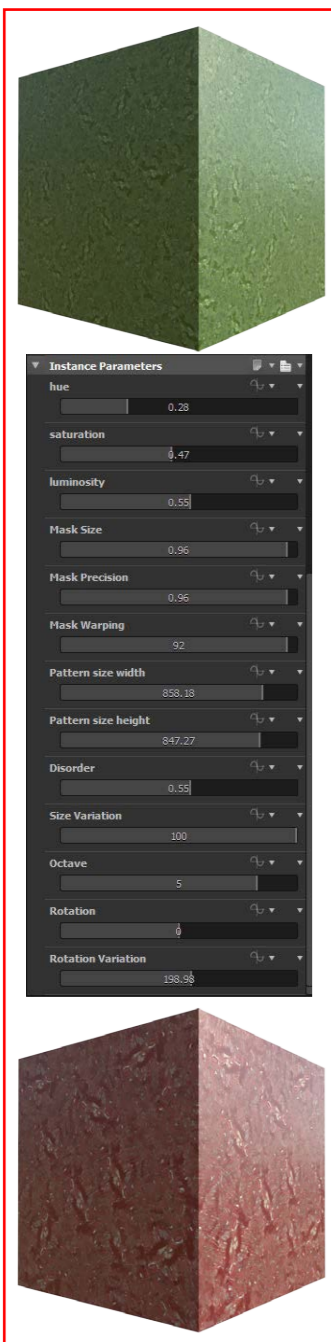 Instance Parameters
hue
0.28
saturation
0.47
luminosity
0.55
Mask Size
0.96
Mask Precision
0.96
Mask Warping
92
Pattern size width
858.18
Pattern size height
847.27
Disorder
0.55
Size Variation
100
Octave
5
Rotation
0
Rotation Variation
198.98